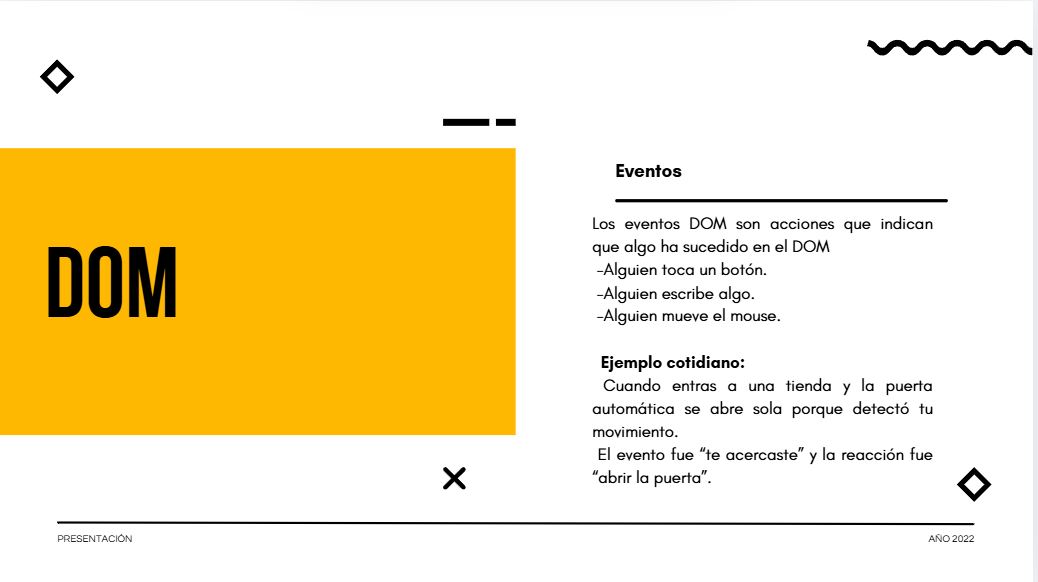 DOM
Eventos
Los eventos DOM son acciones que indican
que algo ha sucedido en el DOM
-Alguien toca un botón.
-Alguien escribe algo.
-Alguien mueve el mouse.
Ejemplo cotidiano:
Cuando entras a una tienda y la puerta
automática se abre sola porque detectó tu
movimiento.
El evento fue “te acercaste” y la reacción fue
“abrir la puerta”.
PRESENTACIÓN
AÑO 2022